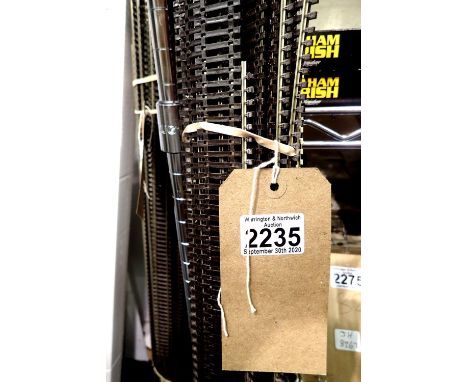 HAM
RISH
HAM
RISH
Warrington & Northwich
Auction
2235
September 30th 2020
2275